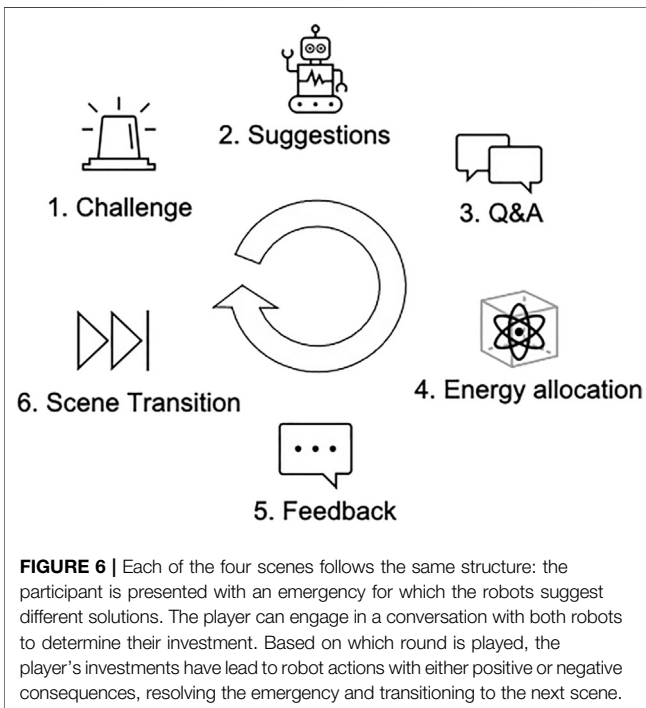 1. Challenge
2. Suggestions
3. Q&A
4. Energy allocation
5. Feedback
6. Scene Transition
FIGURE 6 | Each of the four scenes follows the same structure: the
participant is presented with an emergency for which the robots suggest
different solutions. The player can engage in a conversation with both robots
to determine their investment. Based on which round is played, the
player's investments have lead to robot actions with either positive or negative
consequences, resolving the emergency and transitioning to the next scene.